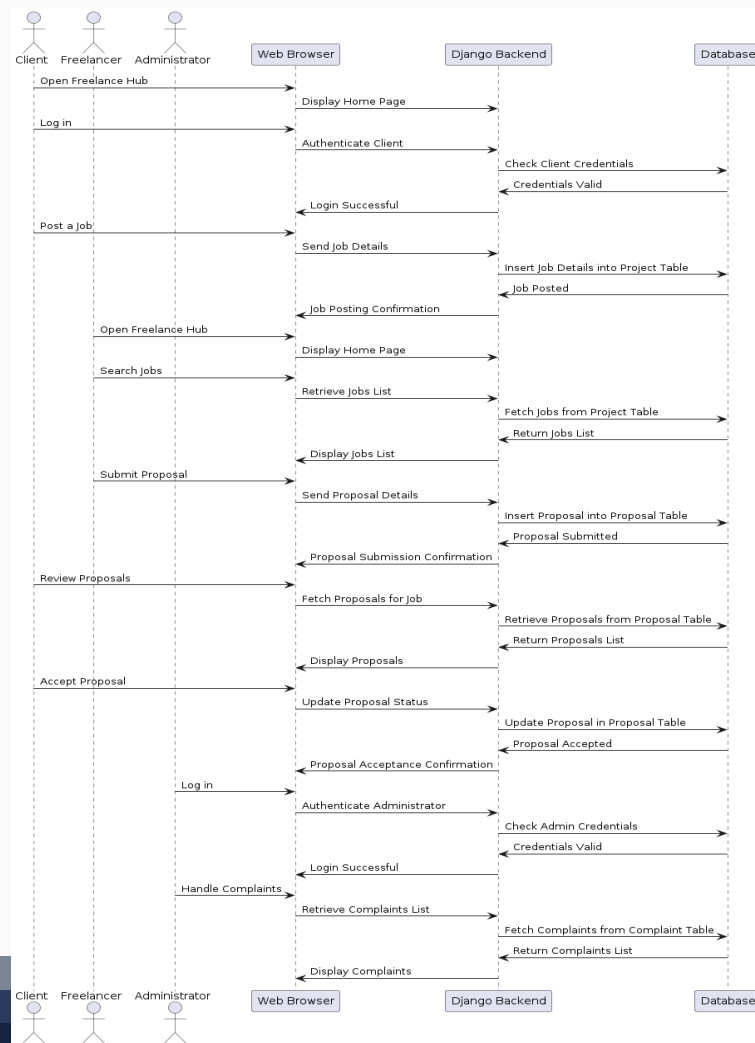 Client Freelancer Administrator Web Browser Django Backend Database
Open Freelance Hub
Display Home Page
Log in
Authenticate Client
Check Client Credentials
Credentials Valid
Login Successful
Post a Job
Send Job Details
Insert Job Details into Project Table
Job Posted
Job Posting Confirmation
Open Freelance Hub
Display Home Page
Search Jobs
Retrieve Jobs List
Fetch Jobs from Project Table
Return Jobs List
Display Jobs List
Submit Proposal
Send Proposal Details
Insert Proposal into Proposal Table
Proposal Submitted
Proposal Submission Confirmation
Review Proposals
Fetch Proposals for Job
Retrieve Proposals from Proposal Table
Return Proposals List
Display Proposals
Accept Proposal
Update Proposal Status
Update Proposal in Proposal Table
Proposal Accepted
Proposal Acceptance Confirmation
Log in
Authenticate Administrator
Check Admin Credentials
Credentials Valid
Login Successful
Handle Complaints
Retrieve Complaints List
Fetch Complaints from Complaint Table
Return Complaints List
Display Complaints
Client Freelancer Administrator Web Browser Django Backend Database